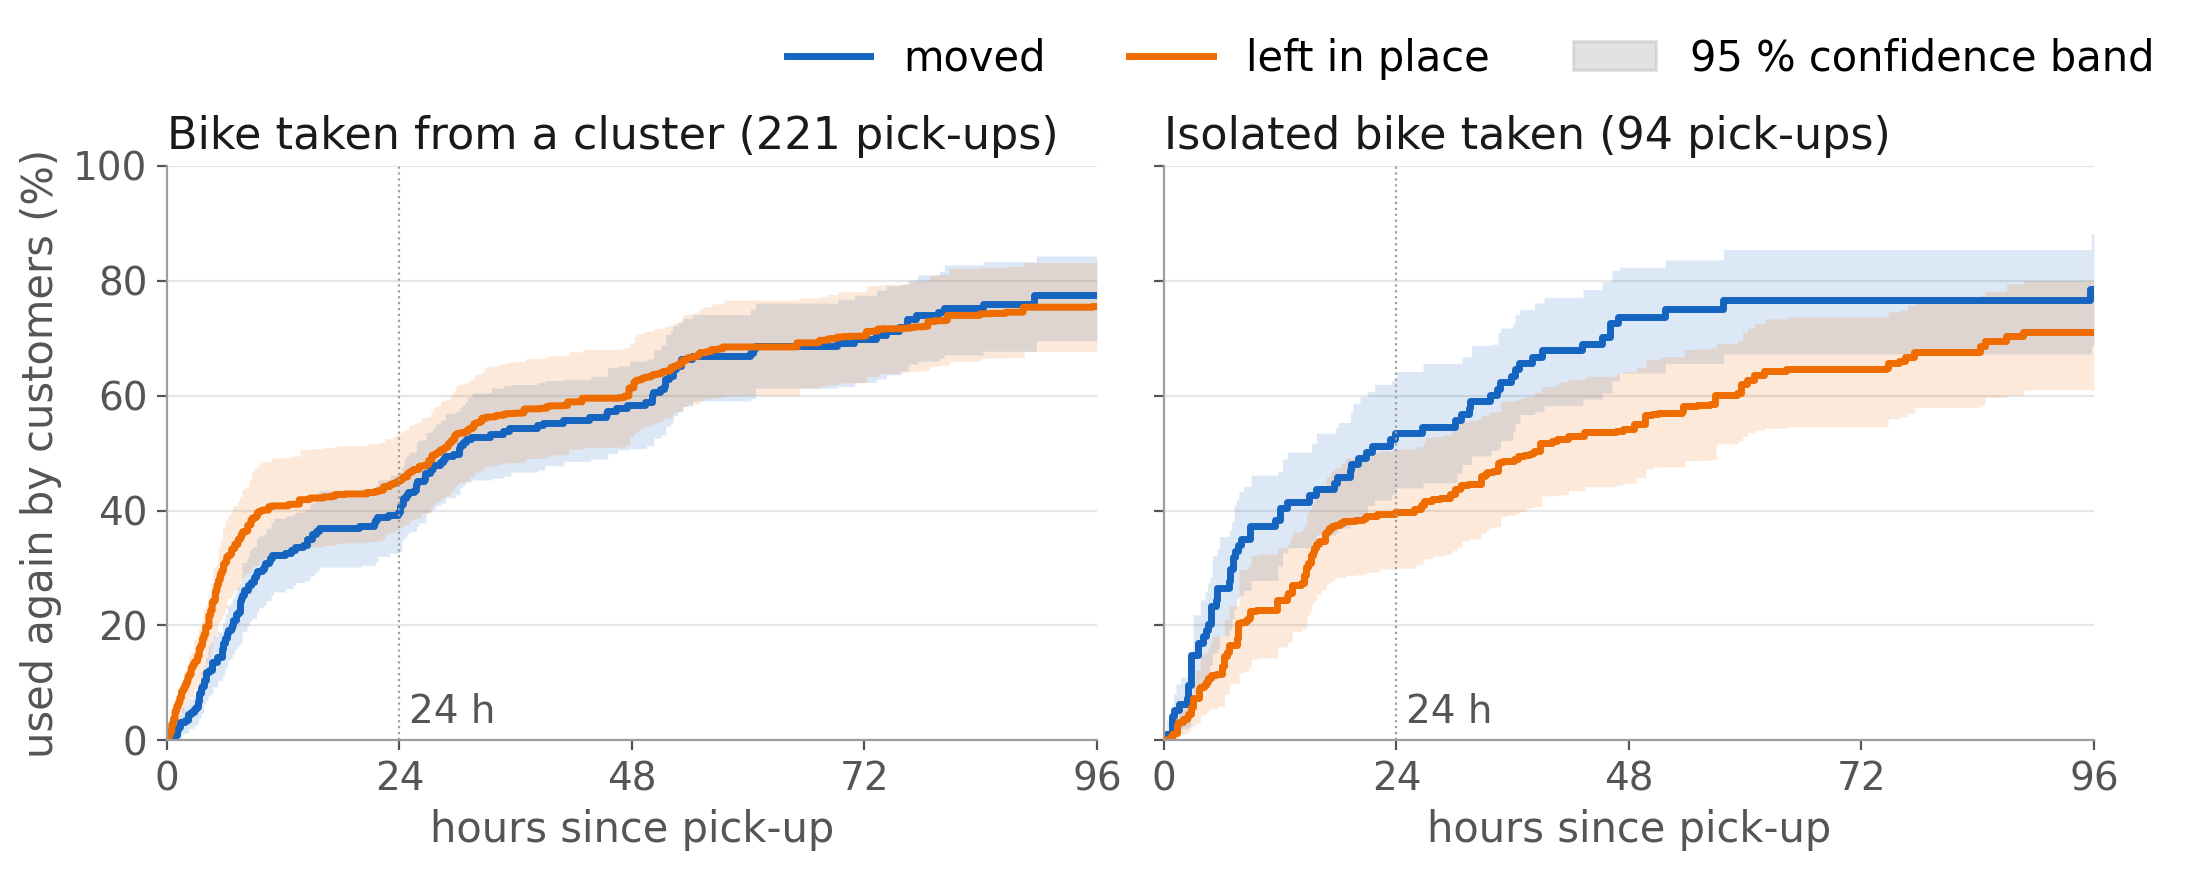 moved left in place 95 % confidence band
Bike taken from a cluster (221 pick-ups)
used again by customers (%)
100
80
60
40
20
0
24 h
0 24 48 72 96
hours since pick-up
Isolated bike taken (94 pick-ups)
24 h
0 24 48 72 96
hours since pick-up